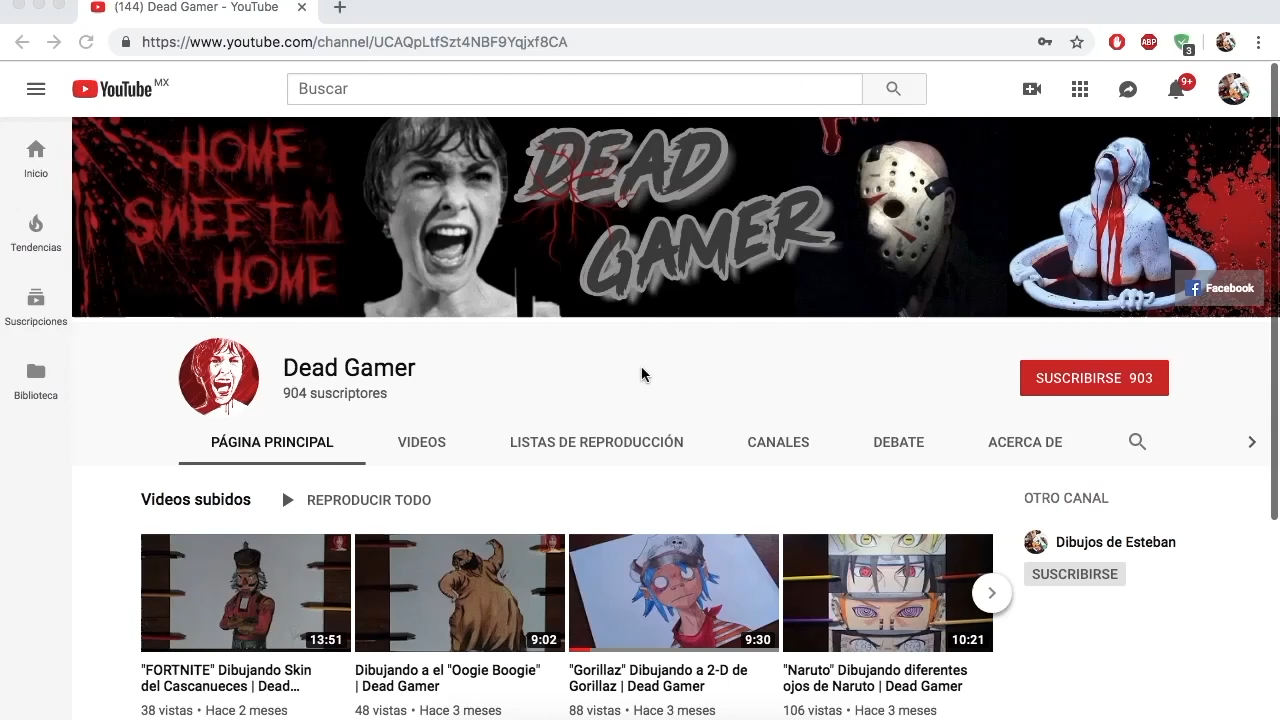 (144) Dead Gamer - YouTube
https://www.youtube.com/channel/UCAQpLtfSzt4NBF9Yqjxf8CA
ABP
3
YouTube MX
Buscar
9+
HOME
SWEET
HOME
DEAD
GAMER
Facebook
Inicio
Tendencias
Suscripciones
Biblioteca
Dead Gamer
904 suscriptores
SUSCRIBIRSE 903
PÁGINA PRINCIPAL VIDEOS LISTAS DE REPRODUCCIÓN CANALES DEBATE ACERCA DE
Videos subidos REPRODUCIR TODO
OTRO CANAL
Dibujos de Esteban
SUSCRIBIRSE
13:51
9:02
9:30
10:21
"FORTNITE" Dibujando Skin
del Cascanueces | Dead...
38 vistas • Hace 2 meses
Dibujando a el "Oogie Boogie"
| Dead Gamer
48 vistas • Hace 3 meses
"Gorillaz" Dibujando a 2-D de
Gorillaz | Dead Gamer
88 vistas • Hace 3 meses
"Naruto" Dibujando diferentes
ojos de Naruto | Dead Gamer
106 vistas • Hace 3 meses